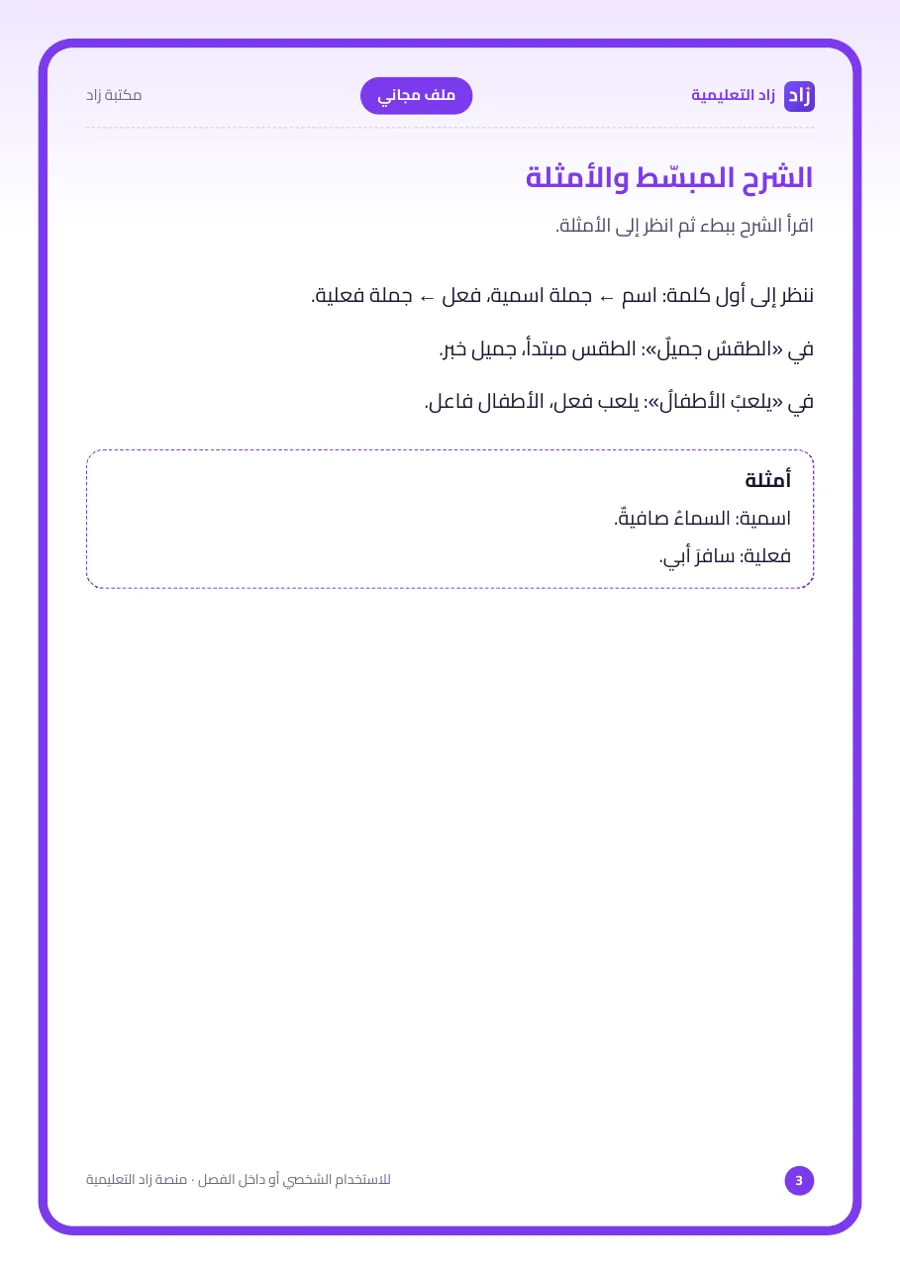 زاد
زاد التعليمية
ملف مجاني
مكتبة زاد
الشرح المبسّط والأمثلة
اقرأ الشرح ببطء ثم انظر إلى الأمثلة.
ننظر إلى أول كلمة: اسم ← جملة اسمية، فعل ← جملة فعلية.
في «الطقسُ جميلٌ»: الطقس مبتدأ، جميل خبر.
في «يلعبُ الأطفالُ»: يلعب فعل، الأطفال فاعل.
أمثلة
اسمية: السماءُ صافيةٌ.
فعلية: سافرَ أبي.
3
للاستخدام الشخصي أو داخل الفصل · منصة زاد التعليمية